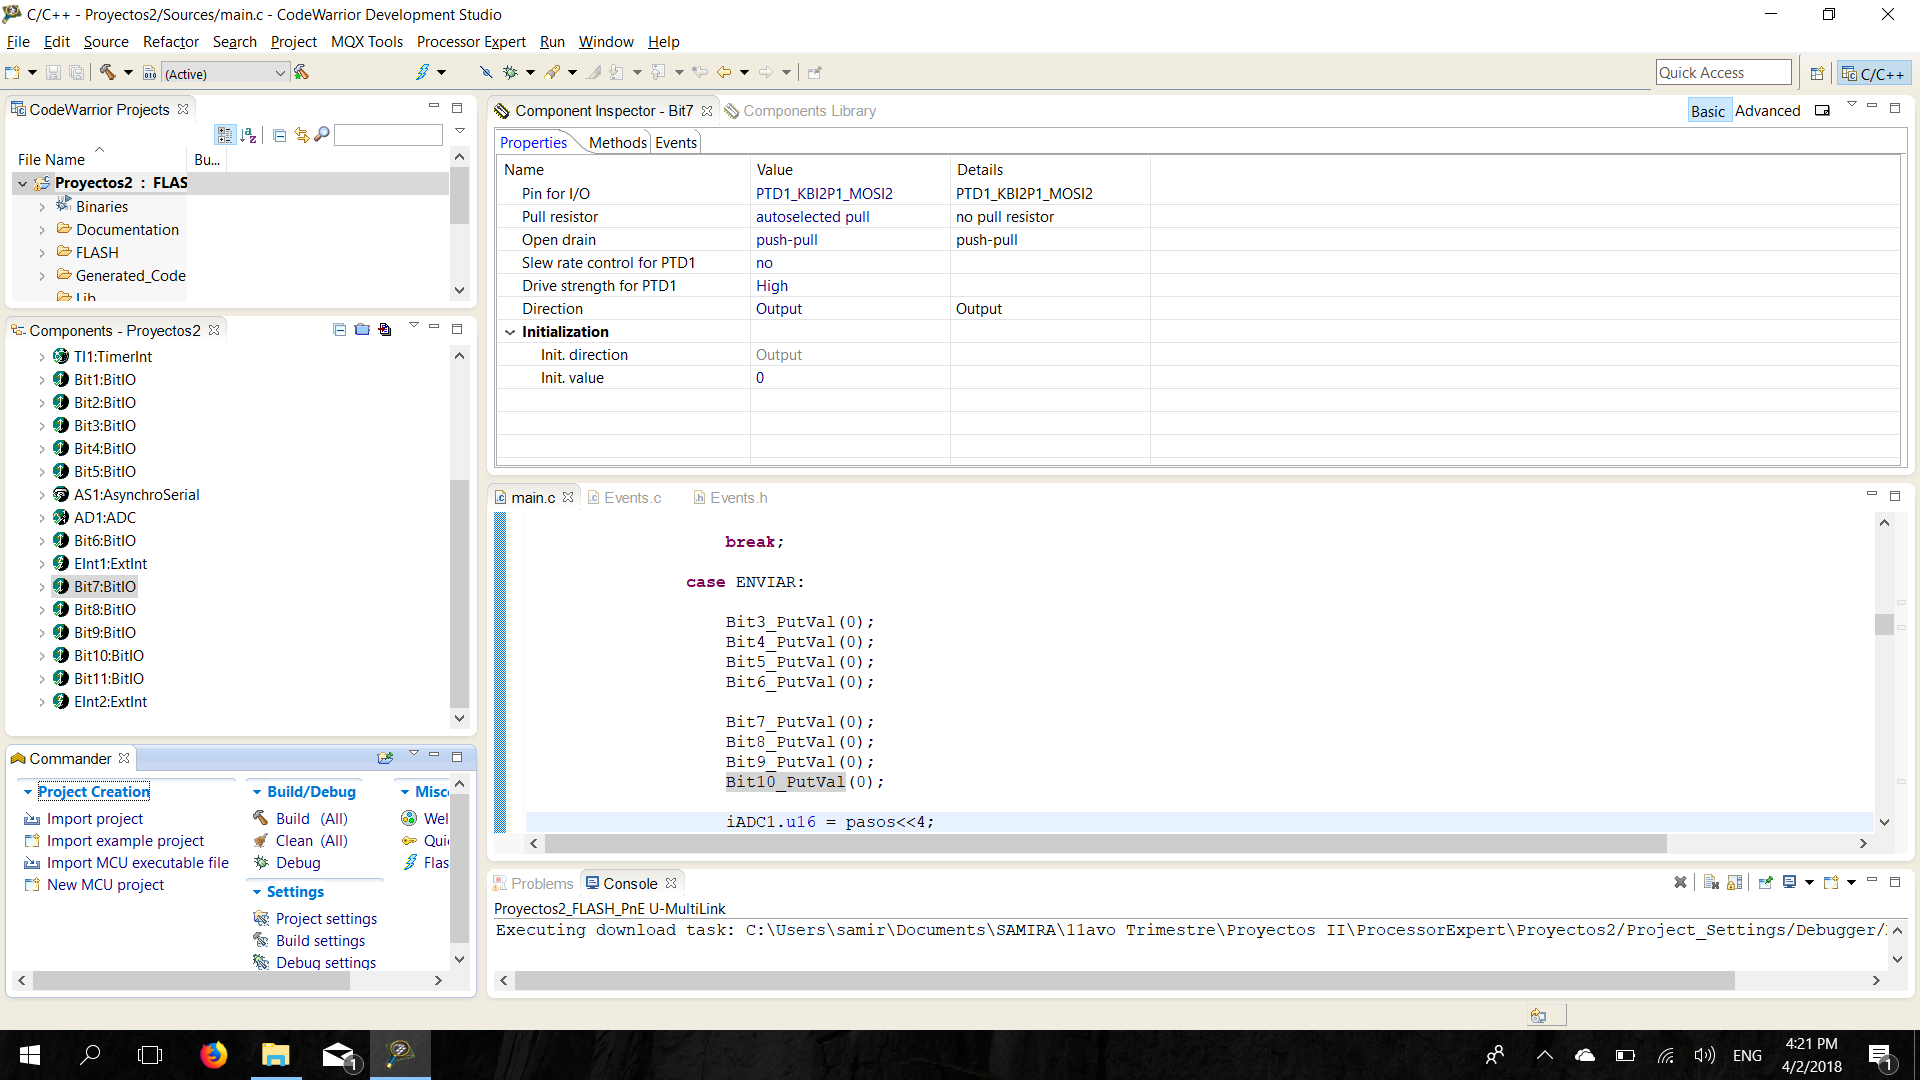 C/C++ - Proyectos2/Sources/main.c - CodeWarrior Development Studio
File Edit Source Refactor Search Project MQX Tools Processor Expert Run Window Help
(Active)
Quick Access
C/C++
CodeWarrior Projects
File Name Bu...
Proyectos2 : FLAS
Binaries
Documentation
FLASH
Generated_Code
Lib
Components - Proyectos2
TI1:TimerInt
Bit1:BitIO
Bit2:BitIO
Bit3:BitIO
Bit4:BitIO
Bit5:BitIO
AS1:AsynchroSerial
AD1:ADC
Bit6:BitIO
EInt1:ExtInt
Bit7:BitIO
Bit8:BitIO
Bit9:BitIO
Bit10:BitIO
Bit11:BitIO
EInt2:ExtInt
Commander
Project Creation
Import project
Import example project
Import MCU executable file
New MCU project
Build/Debug
Build (All)
Clean (All)
Debug
Settings
Project settings
Build settings
Debug settings
Misc
Wel
Quic
Flas
Component Inspector - Bit7 Components Library
Basic Advanced
Properties Methods Events
Name Value Details
Pin for I/O PTD1_KBI2P1_MOSI2 PTD1_KBI2P1_MOSI2
Pull resistor autoselected pull no pull resistor
Open drain push-pull push-pull
Slew rate control for PTD1 no
Drive strength for PTD1 High
Direction Output Output
Initialization
Init. direction Output
Init. value 0
main.c Events.c Events.h
break;
case ENVIAR:
Bit3_PutVal(0);
Bit4_PutVal(0);
Bit5_PutVal(0);
Bit6_PutVal(0);
Bit7_PutVal(0);
Bit8_PutVal(0);
Bit9_PutVal(0);
Bit10_PutVal(0);
iADC1.u16 = pasos<<4;
Problems Console
Proyectos2_FLASH_PnE U-MultiLink
Executing download task: C:\Users\samir\Documents\SAMIRA\11avo Trimestre\Proyectos II\ProcessorExpert\Proyectos2/Project_Settings/Debugger/
1
ENG
4:21 PM
4/2/2018
1